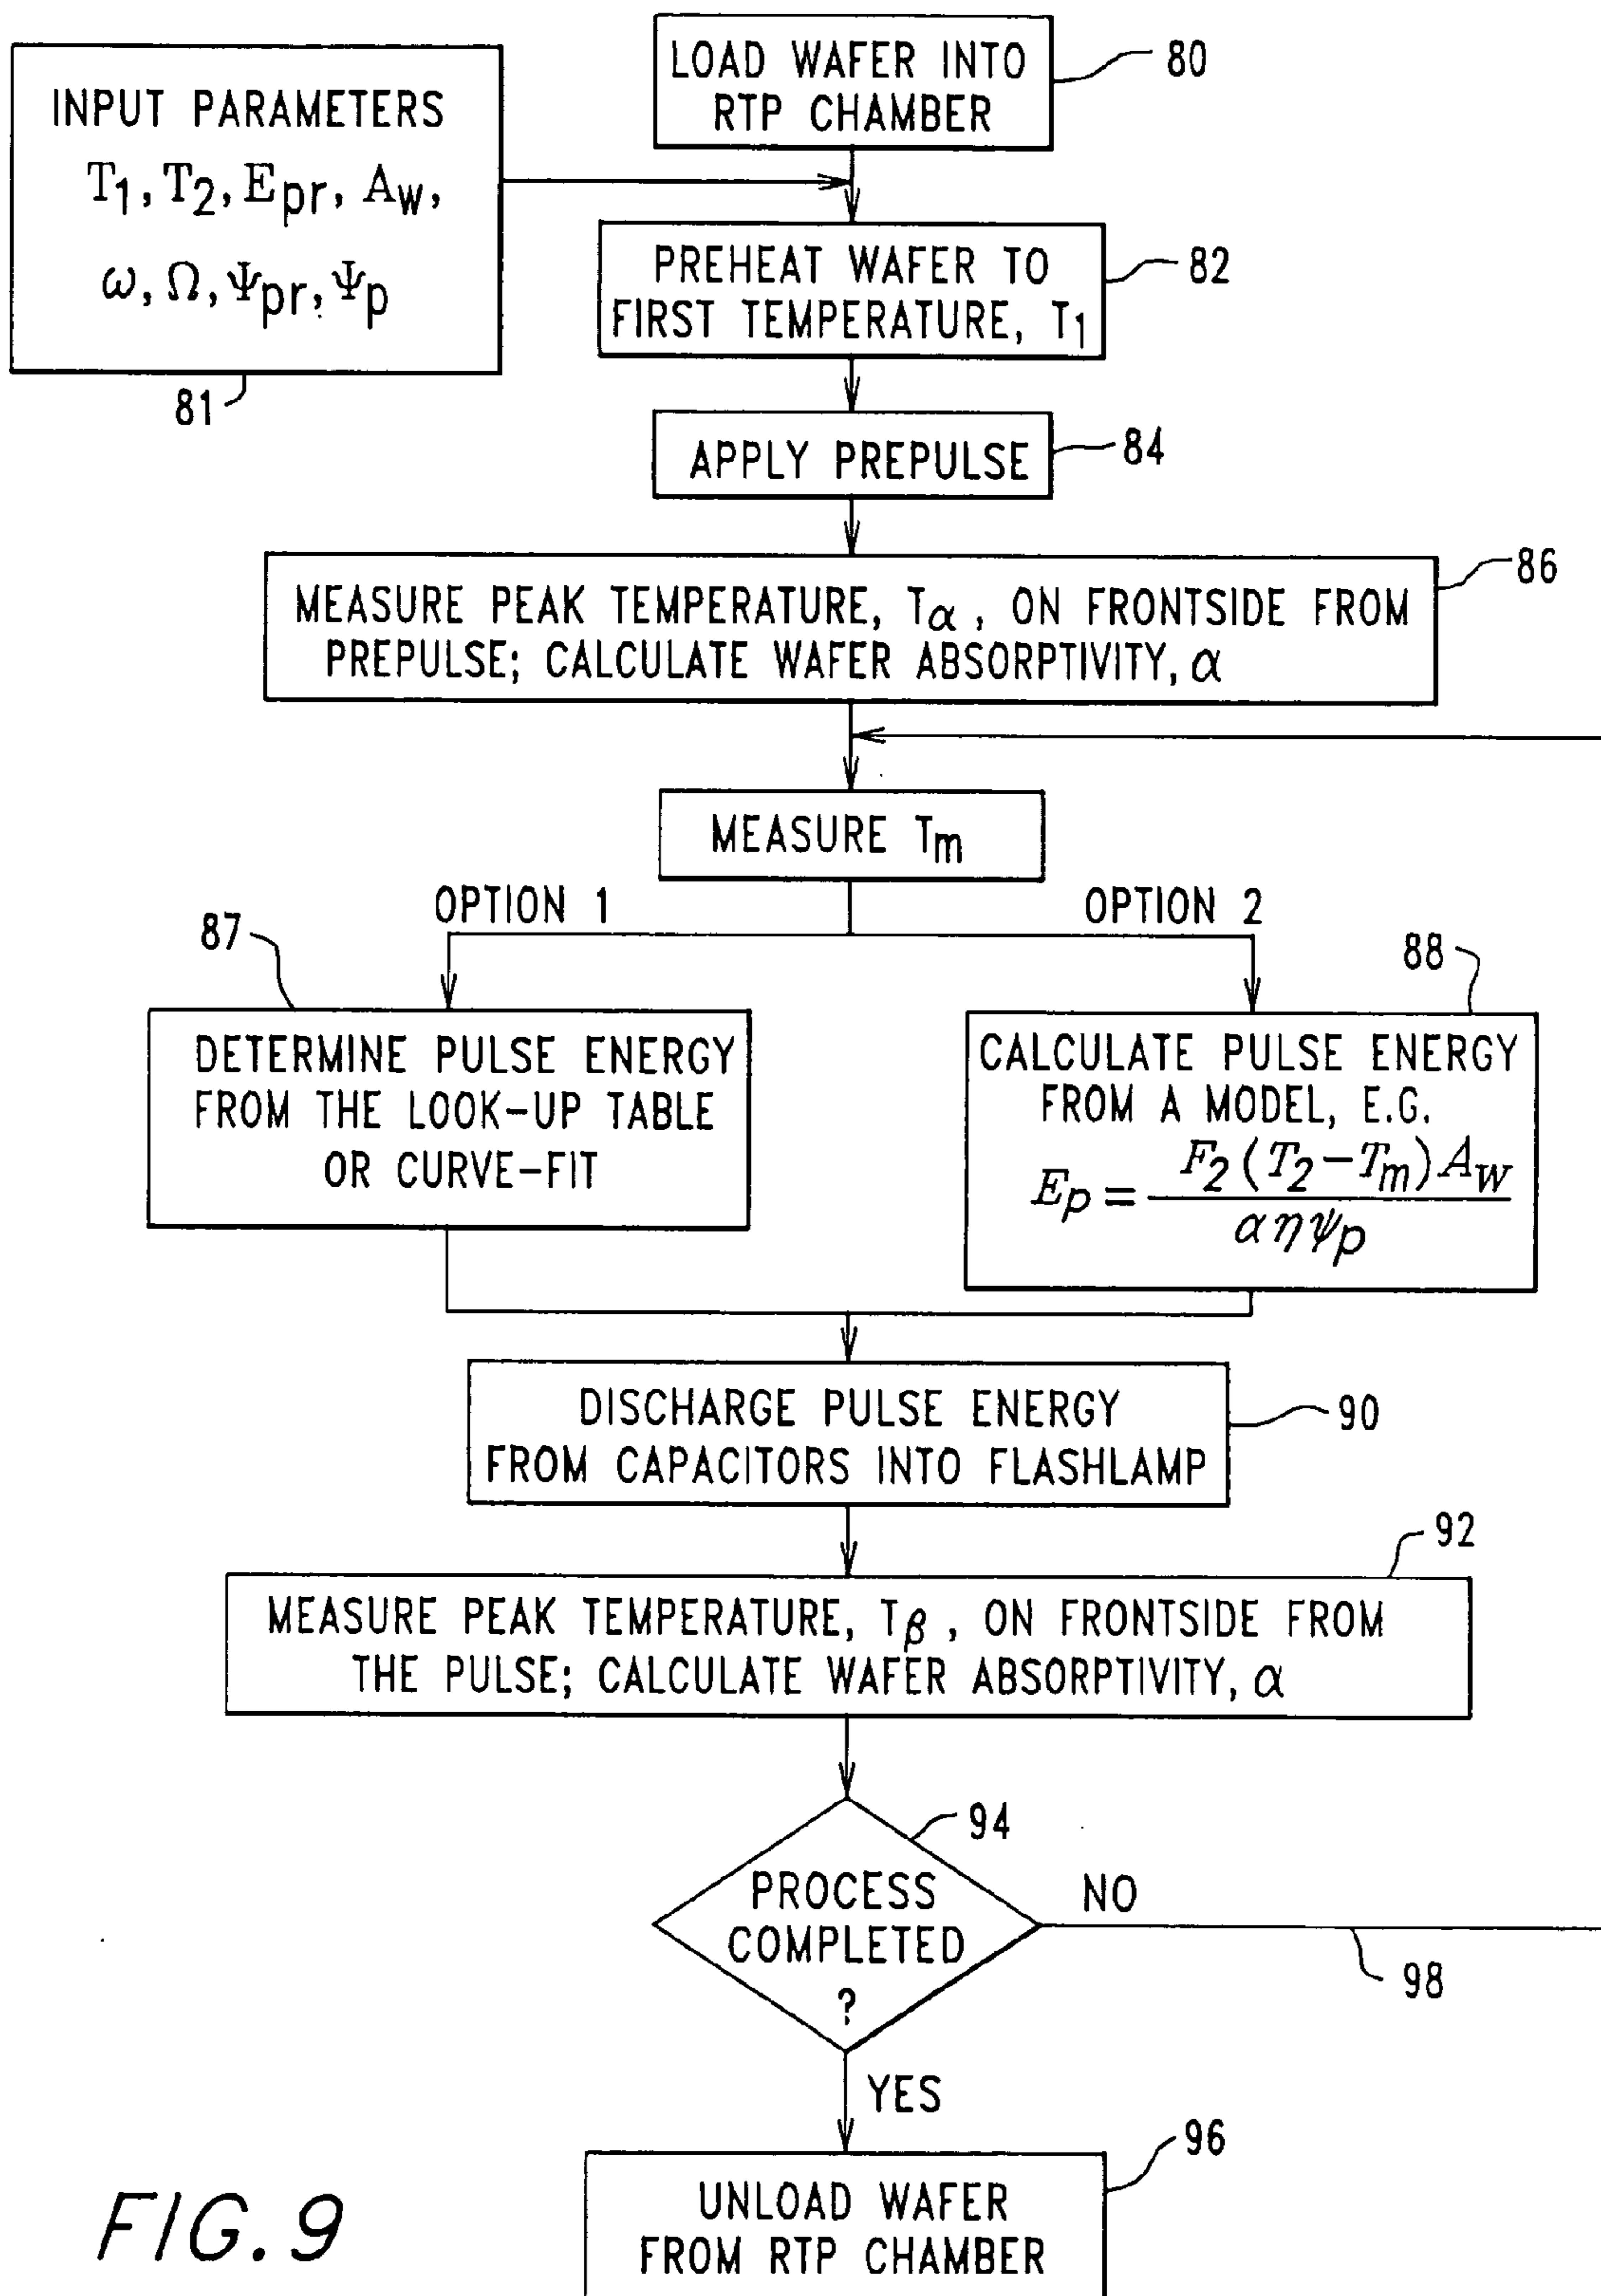 LOAD WAFER INTO
RTP CHAMBER
80
INPUT PARAMETERS
T1, T2, Epr, Aw,
ω, Ω, Ψpr, Ψp
81
PREHEAT WAFER TO
FIRST TEMPERATURE, T1
82
APPLY PREPULSE
84
MEASURE PEAK TEMPERATURE, Tα , ON FRONTSIDE FROM
PREPULSE; CALCULATE WAFER ABSORPTIVITY, α
86
MEASURE Tm
OPTION 1
OPTION 2
87
DETERMINE PULSE ENERGY
FROM THE LOOK-UP TABLE
OR CURVE-FIT
88
CALCULATE PULSE ENERGY
FROM A MODEL, E.G.
Ep = F2 (T2 - Tm) Aw / α η ψp
DISCHARGE PULSE ENERGY
FROM CAPACITORS INTO FLASHLAMP
90
92
MEASURE PEAK TEMPERATURE, Tβ , ON FRONTSIDE FROM
THE PULSE; CALCULATE WAFER ABSORPTIVITY, α
94
PROCESS
COMPLETED
?
NO
98
YES
96
UNLOAD WAFER
FROM RTP CHAMBER
FIG. 9